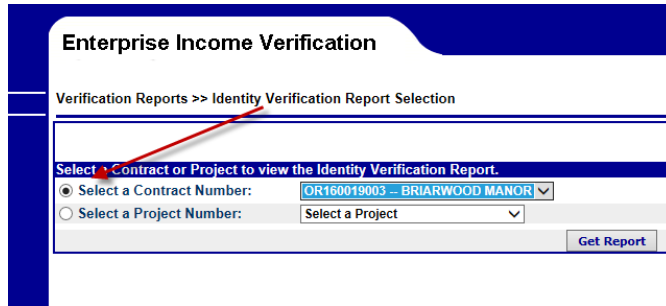 Enterprise Income Verification
Verification Reports >> Identity Verification Report Selection
Select a Contract or Project to view the Identity Verification Report.
Select a Contract Number: OR160019003 -- BRIARWOOD MANOR
Select a Project Number: Select a Project
Get Report